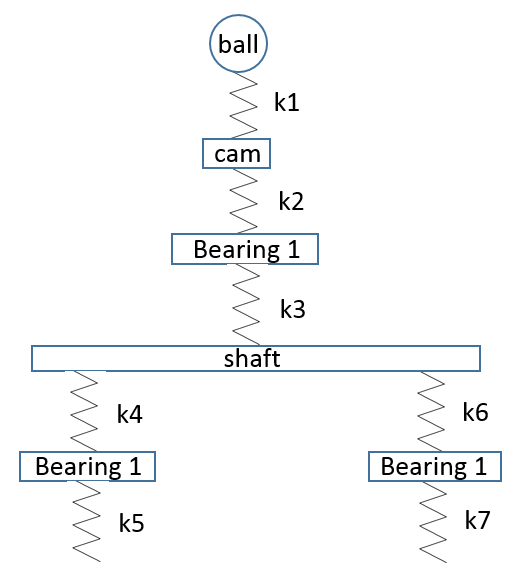 ball
k1
cam
k2
Bearing 1
k3
shaft
k4
k6
Bearing 1
Bearing 1
k5
k7